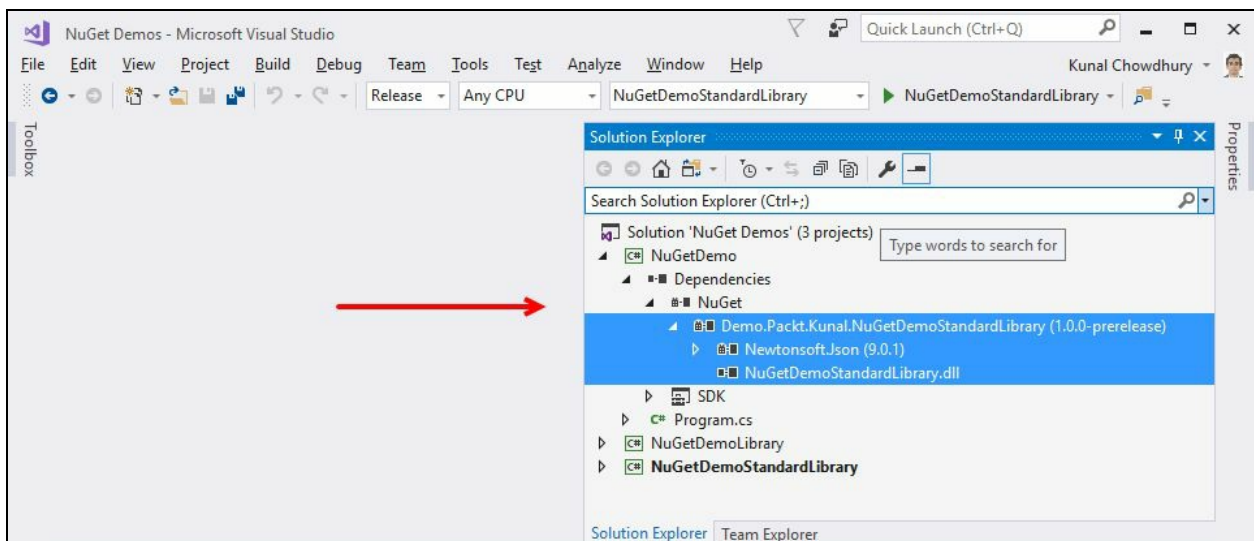 NuGet Demos - Microsoft Visual Studio
Quick Launch (Ctrl+Q)
File Edit View Project Build Debug Team Tools Test Analyze Window Help Kunal Chowdhury
Release Any CPU NuGetDemoStandardLibrary NuGetDemoStandardLibrary
Toolbox
Solution Explorer
Properties
Search Solution Explorer (Ctrl+;)
Solution 'NuGet Demos' (3 projects)
Type words to search for
C# NuGetDemo
Dependencies
NuGet
Demo.Packt.Kunal.NuGetDemoStandardLibrary (1.0.0-prerelease)
Newtonsoft.Json (9.0.1)
NuGetDemoStandardLibrary.dll
SDK
C# Program.cs
C# NuGetDemoLibrary
C# NuGetDemoStandardLibrary
Solution Explorer Team Explorer